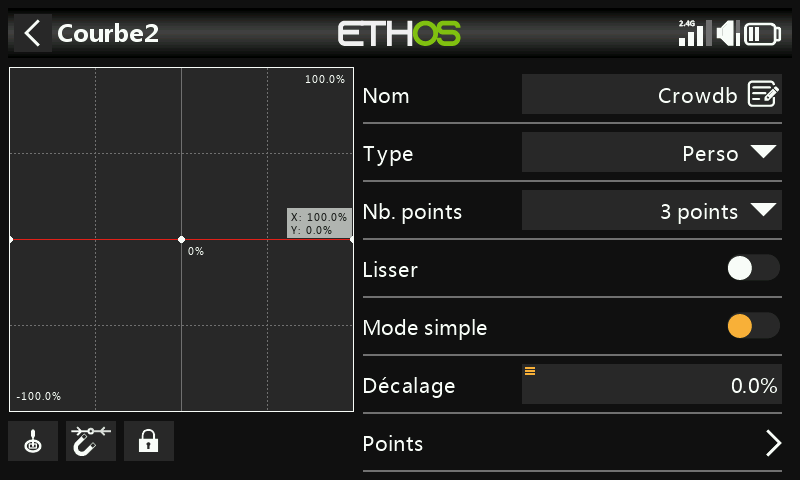 Courbe2
ETHOS
2.4G
100.0%
X: 100.0%
Y: 0.0%
0%
-100.0%
Nom
Crowdb
Type
Perso
Nb. points
3 points
Lisser
Mode simple
Décalage
0.0%
Points